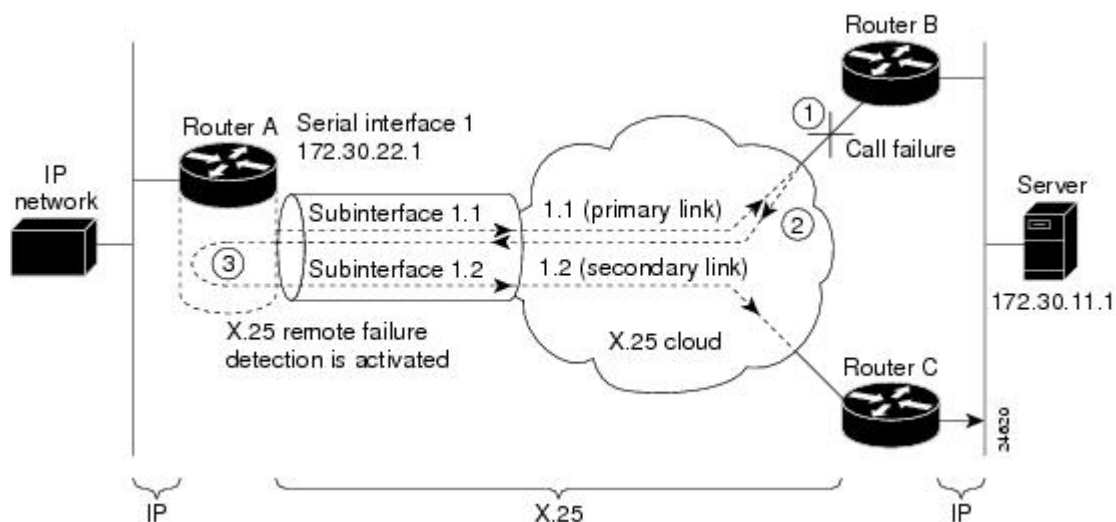 Router B
1
Call failure
Router A
Serial interface 1
172.30.22.1
IP
network
Subinterface 1.1
1.1 (primary link)
2
Server
3
Subinterface 1.2
1.2 (secondary link)
172.30.11.1
X.25 remote failure
detection is activated
X.25 cloud
Router C
24620
IP
X.25
IP